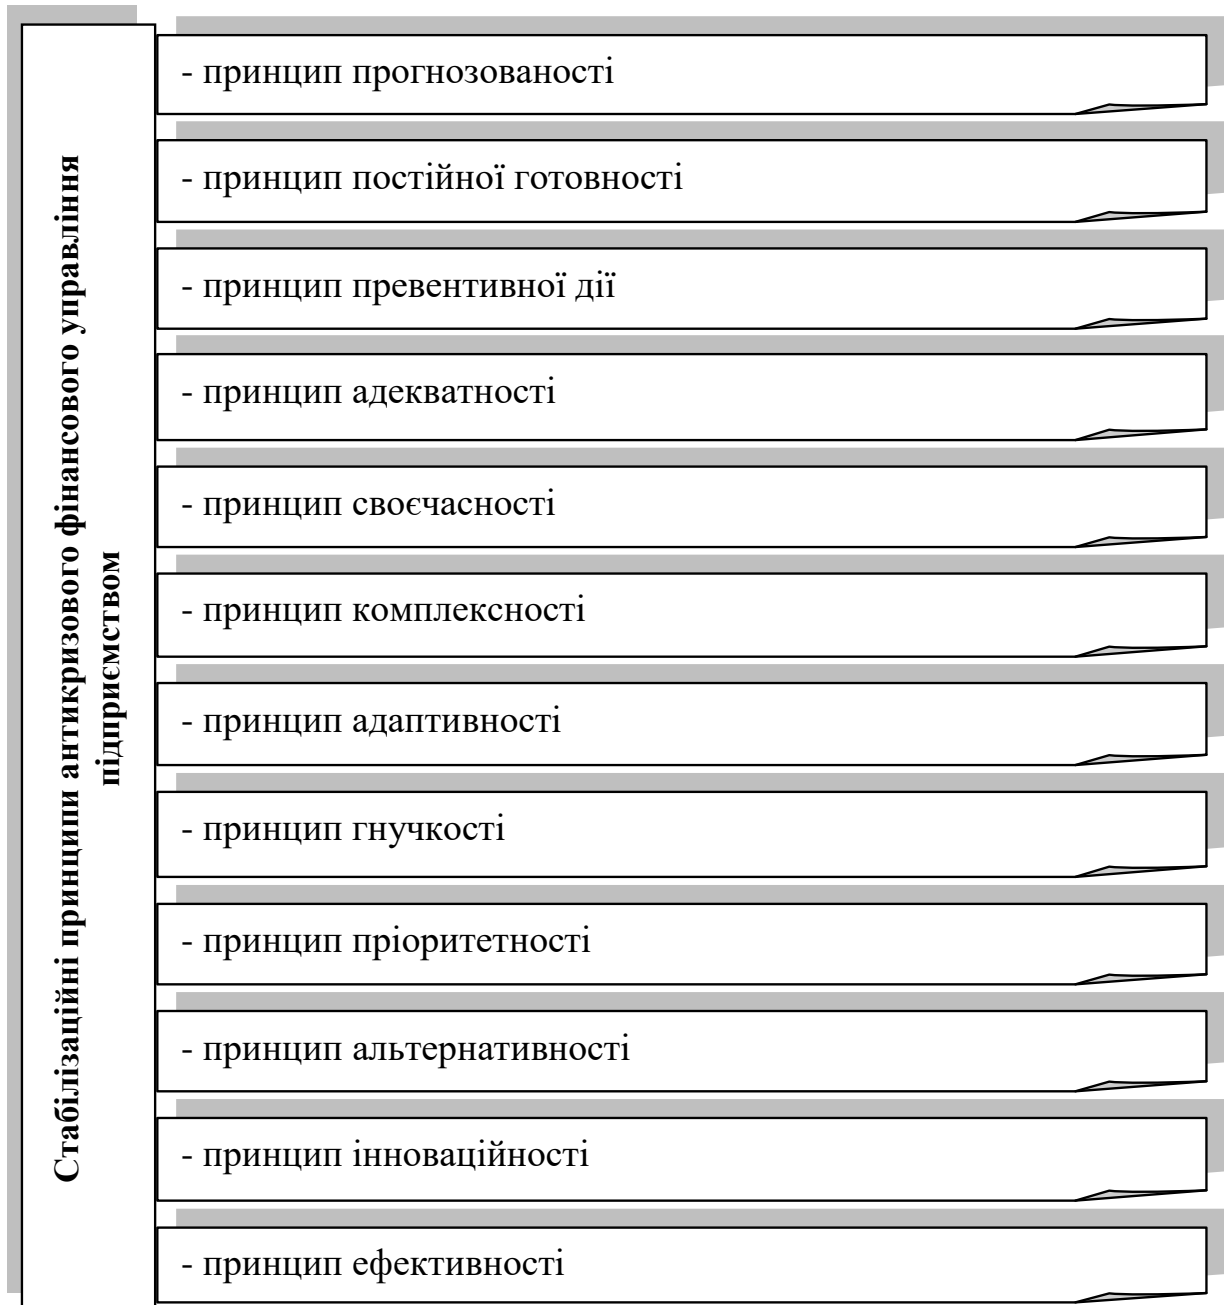 Стабілізаційні принципи антикризового фінансового управління
підприємством
- принцип прогнозованості
- принцип постійної готовності
- принцип превентивної дії
- принцип адекватності
- принцип своєчасності
- принцип комплексності
- принцип адаптивності
- принцип гнучкості
- принцип пріоритетності
- принцип альтернативності
- принцип інноваційності
- принцип ефективності